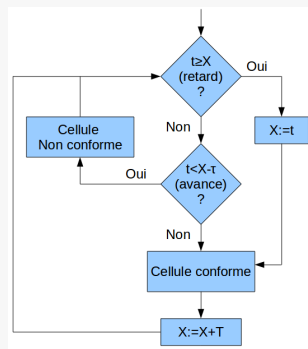 t≥X
(retard)
?
Oui
Non
X:=t
Cellule
Non conforme
Oui
t<X-τ
(avance)
?
Non
Cellule conforme
X:=X+T